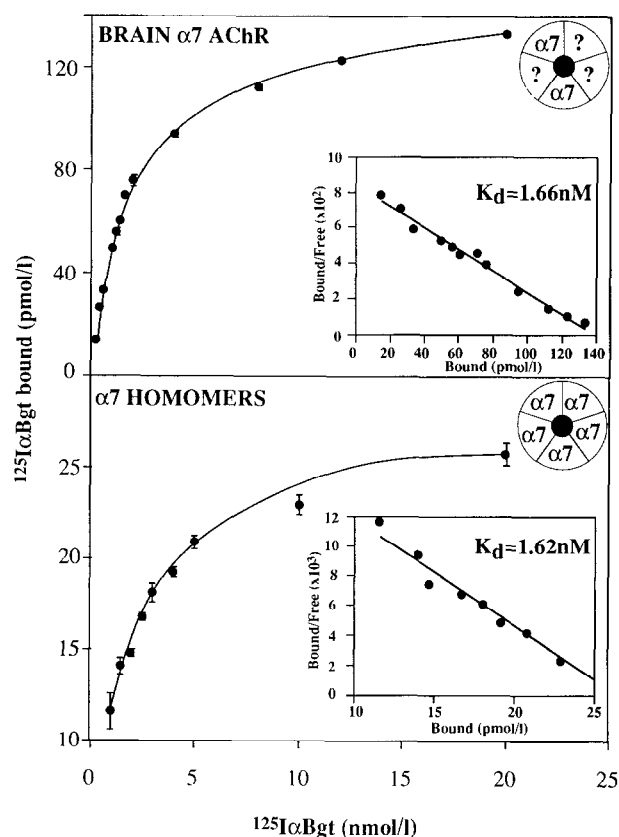 BRAIN α7 AChR
α7 ?
? ?
α7
Kd=1.66nM
Bound/Free (x10²)
10
8
6
4
2
0
0 20 40 60 80 100 120 140
Bound (pmol/l)
120
80
40
0
¹²⁵IαBgt bound (pmol/l)
α7 HOMOMERS
α7 α7
α7 α7
α7
Kd=1.62nM
Bound/Free (x10³)
12
10
8
6
4
2
0
10 15 20 25
Bound (pmol/l)
25
20
15
10
0 5 10 15 20 25
¹²⁵IαBgt (nmol/l)